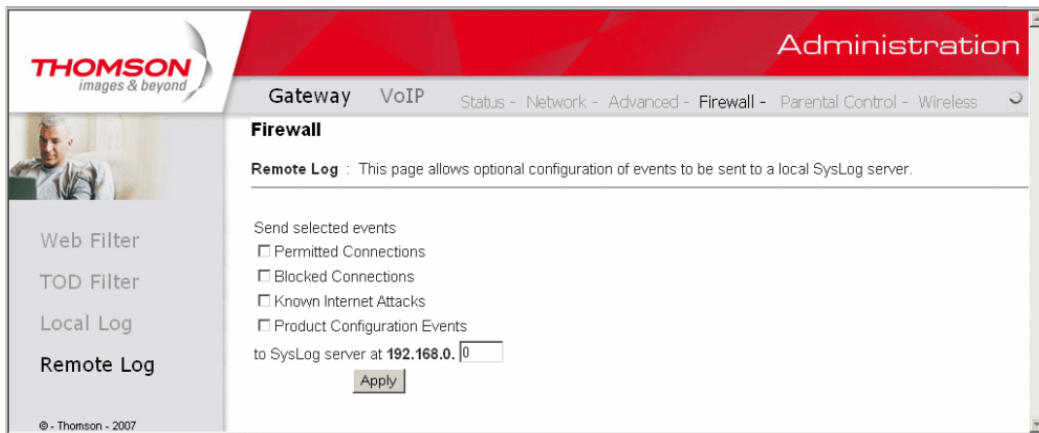 THOMSON
images & beyond
Administration
Gateway VoIP Status - Network - Advanced - Firewall - Parental Control - Wireless
Firewall
Remote Log : This page allows optional configuration of events to be sent to a local SysLog server.
Web Filter
TOD Filter
Local Log
Remote Log
Send selected events
Permitted Connections
Blocked Connections
Known Internet Attacks
Product Configuration Events
to SysLog server at 192.168.0. 0
Apply
© - Thomson - 2007